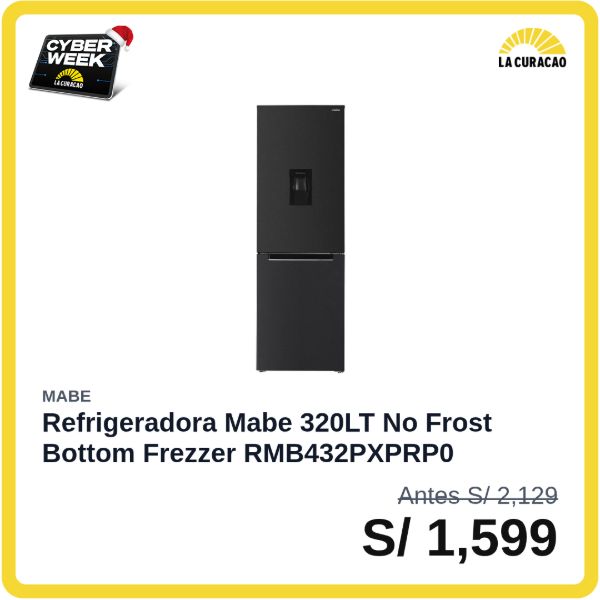 CYBER
WEEK
LA CURACAO
LA CURACAO
MABE
Refrigeradora Mabe 320LT No Frost
Bottom Frezzer RMB432PXPRP0
Antes S/ 2,129
S/ 1,599